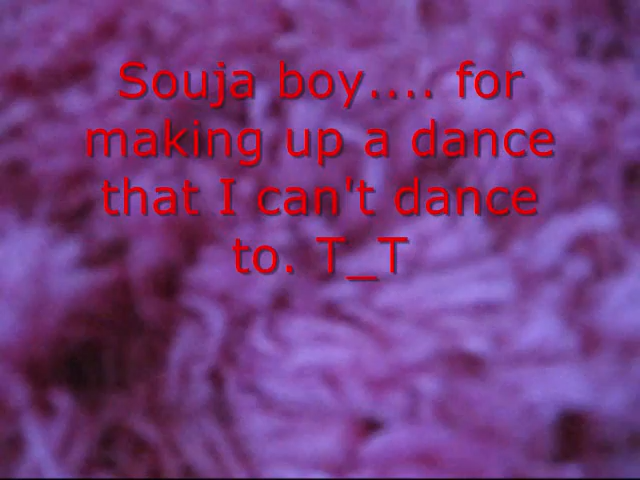 Souja boy.... for
making up a dance
that I can't dance
to. T_T